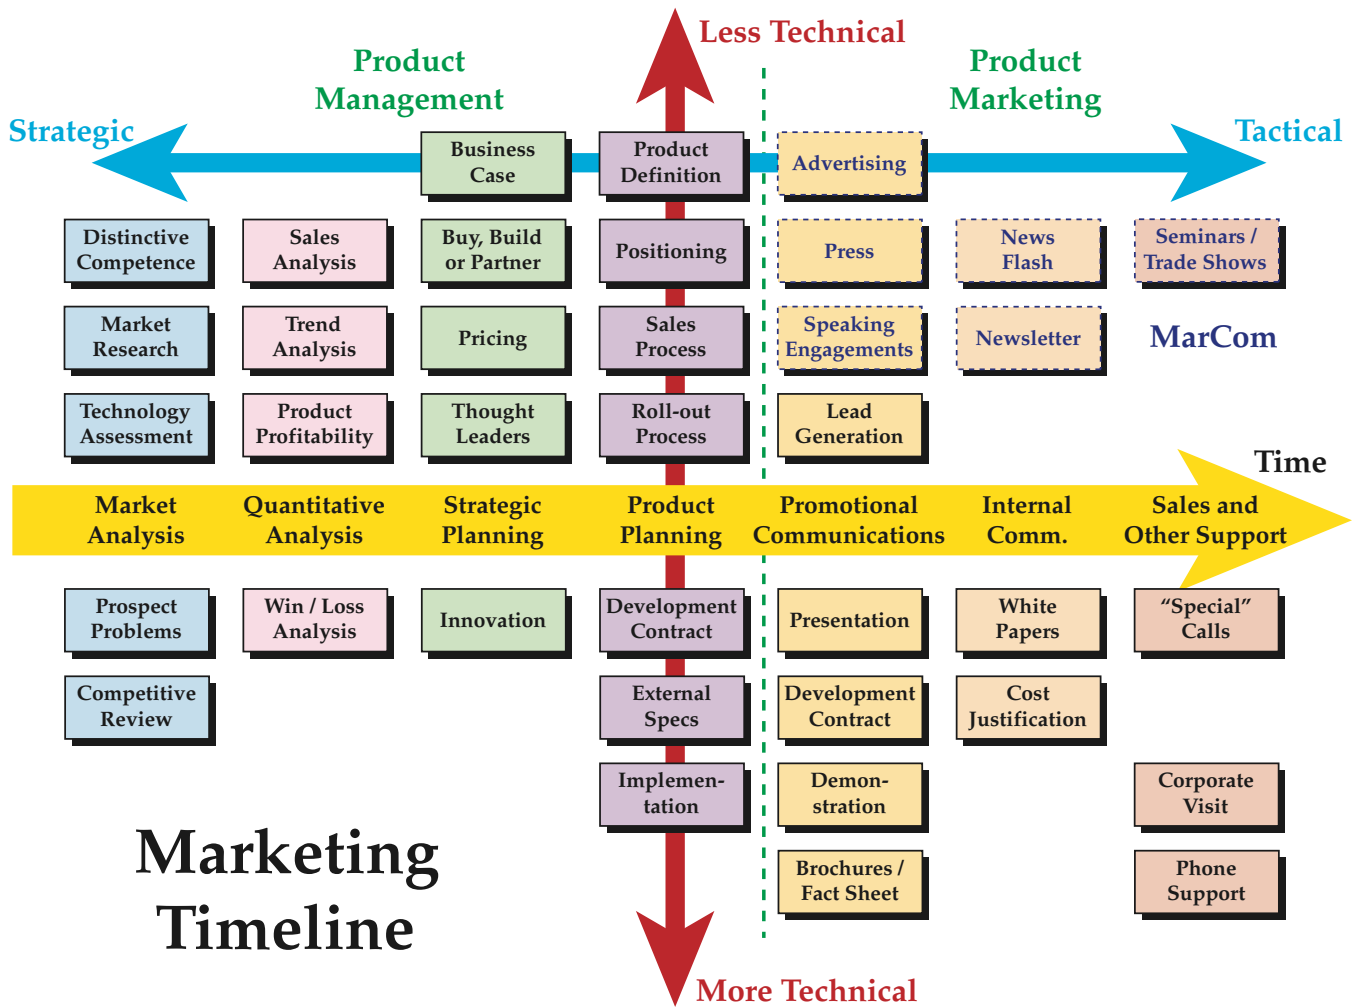 Less Technical
Product
Management
Product
Marketing
Strategic
Tactical
Business
Case
Product
Definition
Advertising
Distinctive
Competence
Sales
Analysis
Buy, Build
or Partner
Positioning
Press
News
Flash
Seminars /
Trade Shows
Market
Research
Trend
Analysis
Pricing
Sales
Process
Speaking
Engagements
Newsletter
MarCom
Technology
Assessment
Product
Profitability
Thought
Leaders
Roll-out
Process
Lead
Generation
Time
Market
Analysis
Quantitative
Analysis
Strategic
Planning
Product
Planning
Promotional
Communications
Internal
Comm.
Sales and
Other Support
Prospect
Problems
Win / Loss
Analysis
Innovation
Development
Contract
Presentation
White
Papers
“Special”
Calls
Competitive
Review
External
Specs
Development
Contract
Cost
Justification
Implemen-
tation
Demon-
stration
Corporate
Visit
Brochures /
Fact Sheet
Phone
Support
Marketing
Timeline
More Technical